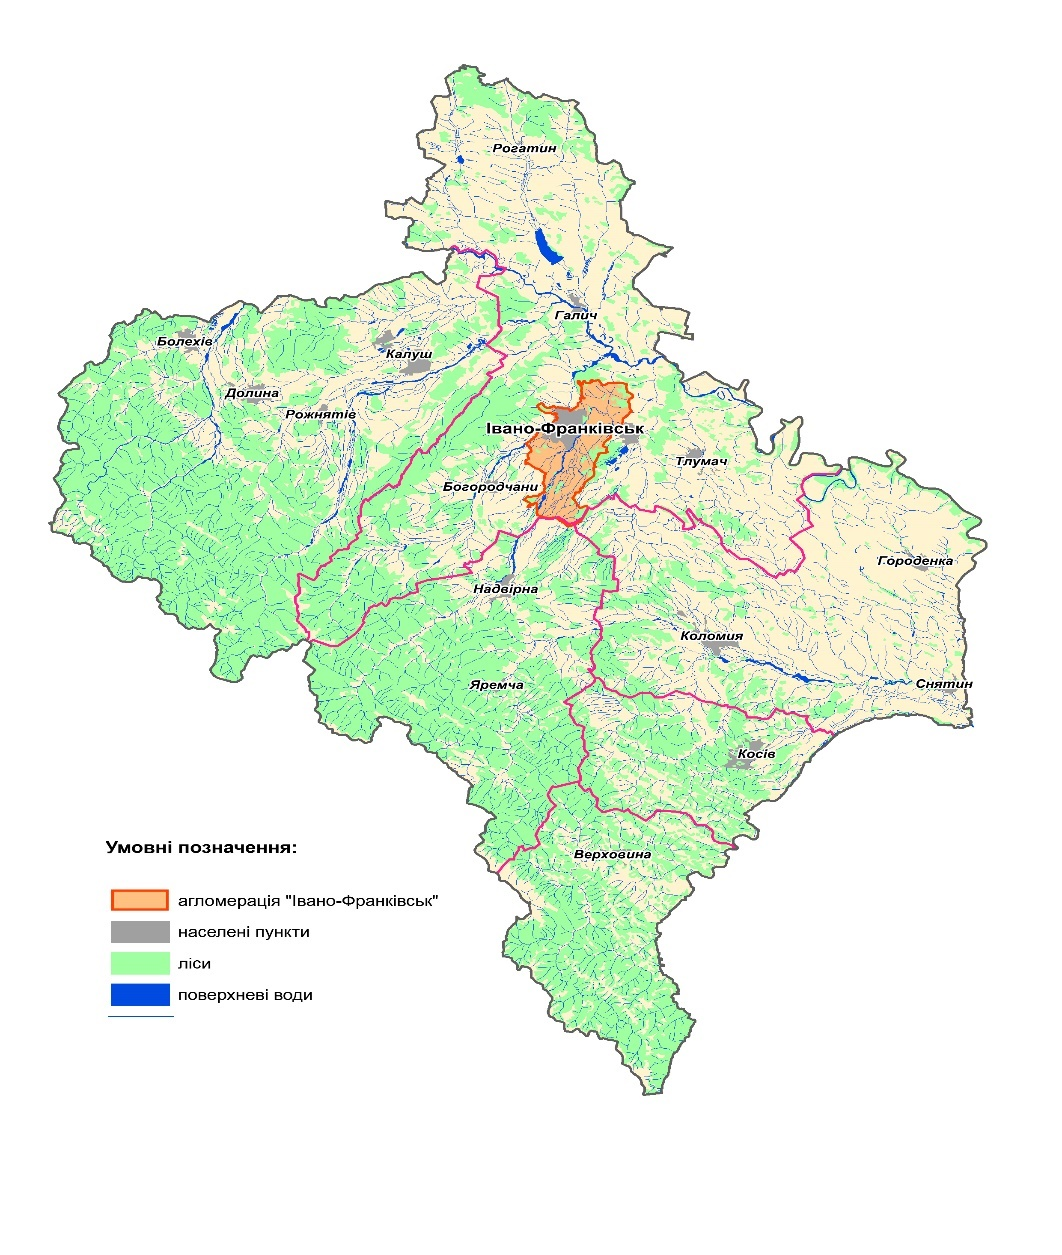 Рогатин
Галич
Болехів
Калуш
Долина
Рожнятів
Івано-Франківськ
Тлумач
Богородчани
Городенка
Надвірна
Коломия
Яремча
Снятин
Косів
Верховина
Умовні позначення:
агломерація "Івано-Франківськ"
населені пункти
ліси
поверхневі води